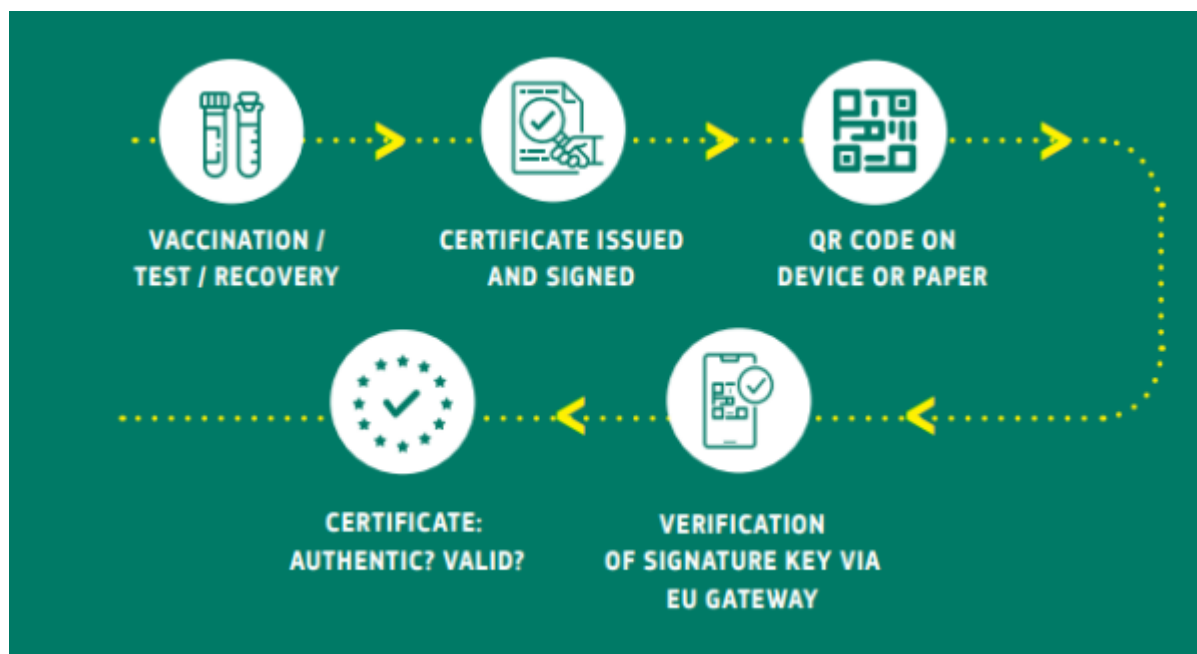 VACCINATION /
TEST / RECOVERY
CERTIFICATE ISSUED
AND SIGNED
QR CODE ON
DEVICE OR PAPER
VERIFICATION
OF SIGNATURE KEY VIA
EU GATEWAY
CERTIFICATE:
AUTHENTIC? VALID?